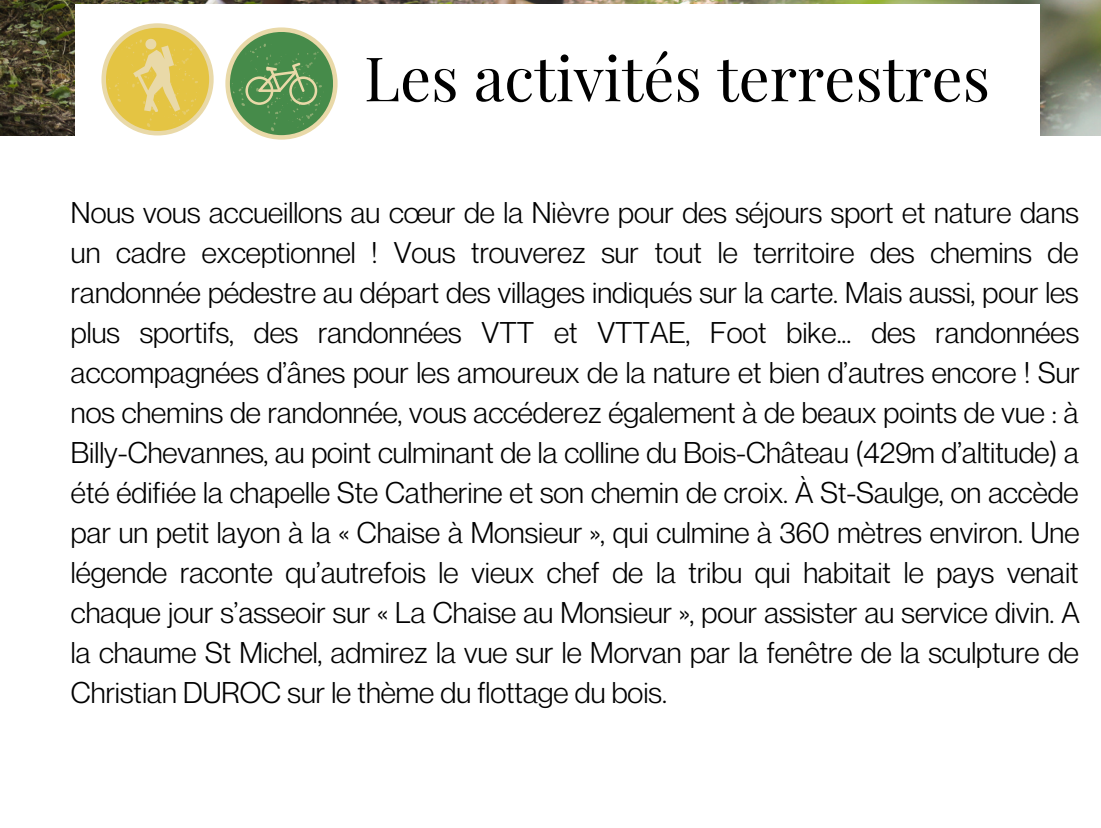 Les activités terrestres
Nous vous accueillons au cœur de la Nièvre pour des séjours sport et nature dans
un cadre exceptionnel ! Vous trouverez sur tout le territoire des chemins de
randonnée pédestre au départ des villages indiqués sur la carte. Mais aussi, pour les
plus sportifs, des randonnées VTT et VTTAE, Foot bike... des randonnées
accompagnées d’ânes pour les amoureux de la nature et bien d’autres encore ! Sur
nos chemins de randonnée, vous accéderez également à de beaux points de vue : à
Billy-Chevannes, au point culminant de la colline du Bois-Château (429m d’altitude) a
été édifiée la chapelle Ste Catherine et son chemin de croix. À St-Saulge, on accède
par un petit layon à la « Chaise à Monsieur », qui culmine à 360 mètres environ. Une
légende raconte qu’autrefois le vieux chef de la tribu qui habitait le pays venait
chaque jour s’asseoir sur « La Chaise au Monsieur », pour assister au service divin. A
la chaume St Michel, admirez la vue sur le Morvan par la fenêtre de la sculpture de
Christian DUROC sur le thème du flottage du bois.